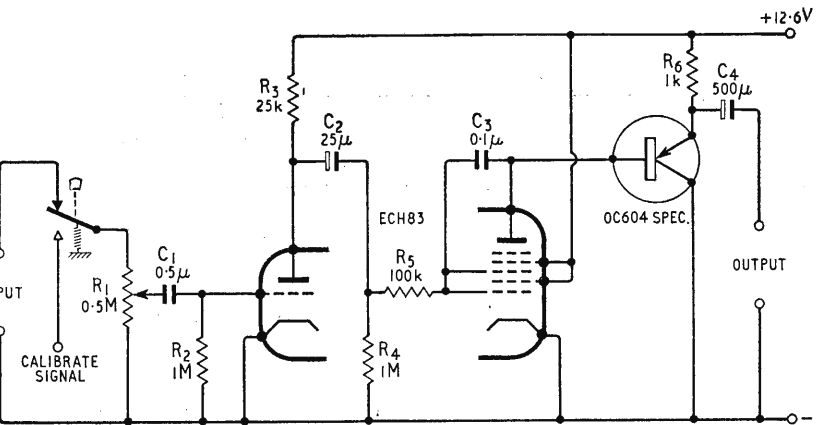 +12·6V
R3
25k
C2
25µ
C3
0·1µ
R6
1k
C4
500µ
ECH83
OC604 SPEC.
R5
100k
C1
0·5µ
R1
0·5M
PUT
OUTPUT
R2
1M
R4
1M
CALIBRATE
SIGNAL
–